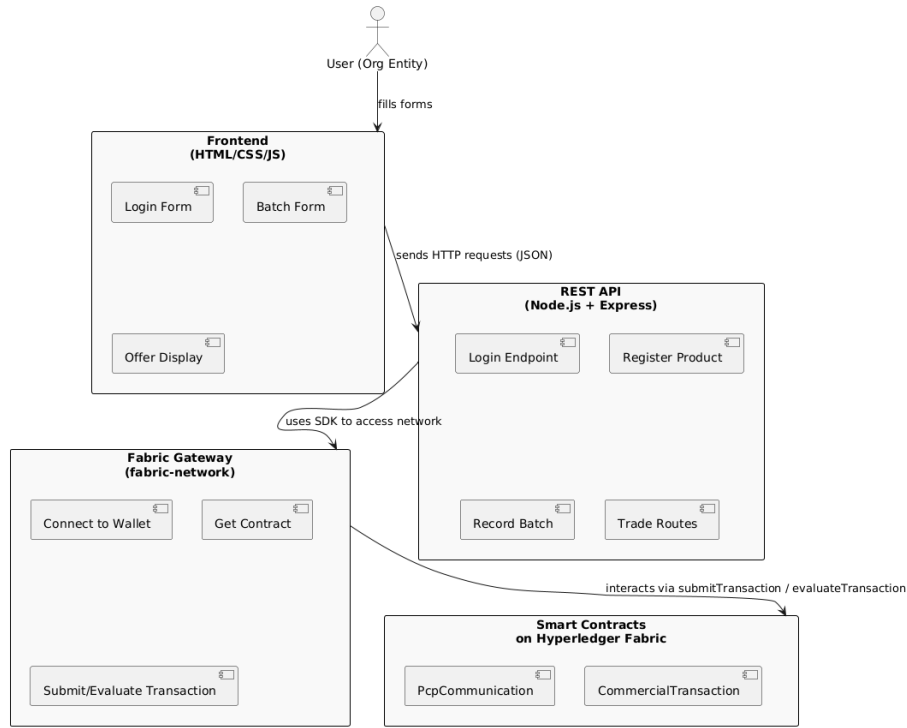 User (Org Entity)
fills forms
Frontend
(HTML/CSS/JS)
Login Form
Batch Form
Offer Display
sends HTTP requests (JSON)
REST API
(Node.js + Express)
Login Endpoint
Register Product
Record Batch
Trade Routes
uses SDK to access network
Fabric Gateway
(fabric-network)
Connect to Wallet
Get Contract
Submit/Evaluate Transaction
interacts via submitTransaction / evaluateTransaction
Smart Contracts
on Hyperledger Fabric
PcpCommunication
CommercialTransaction